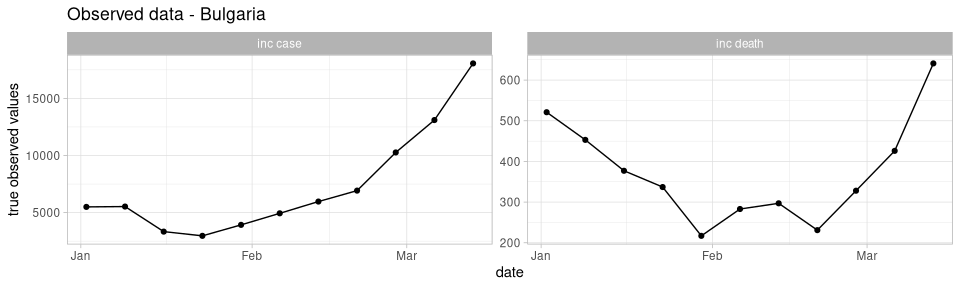 Observed data - Bulgaria
inc case
inc death
true observed values
15000
10000
5000
600
500
400
300
200
Jan
Feb
Mar
Jan
Feb
Mar
date